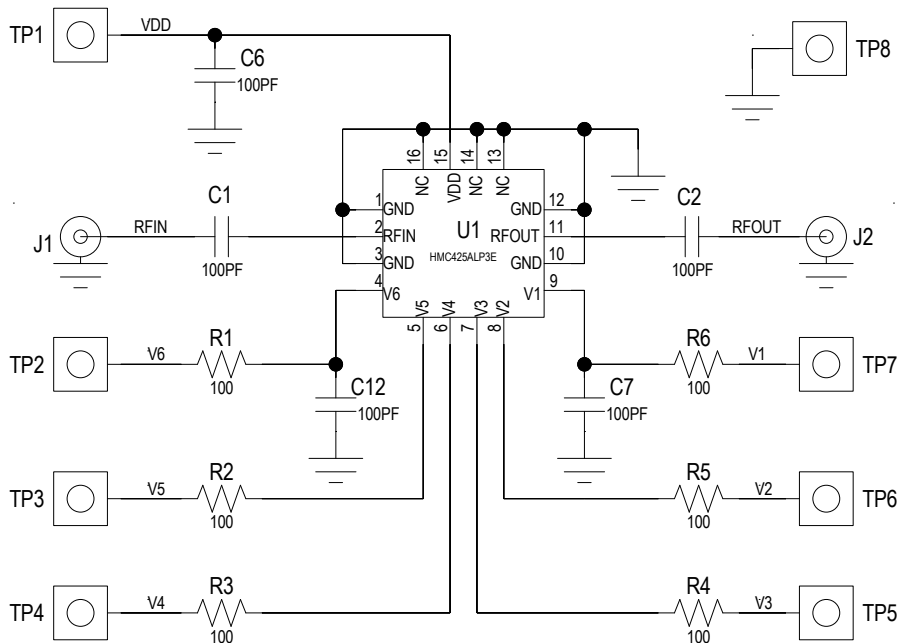 TP1
VDD
C6
100PF
TP8
16
15
14
13
NC
VDD
NC
NC
C1
1
GND
GND
12
C2
J1
RFIN
2
RFIN
U1
RFOUT
11
RFOUT
J2
100PF
3
GND
HMC425ALP3E
GND
10
100PF
4
V6
V5
V4
V3
V2
V1
9
5
6
7
8
TP2
V6
R1
100
R6
100
V1
TP7
C12
100PF
C7
100PF
TP3
V5
R2
100
R5
100
V2
TP6
TP4
V4
R3
100
R4
100
V3
TP5